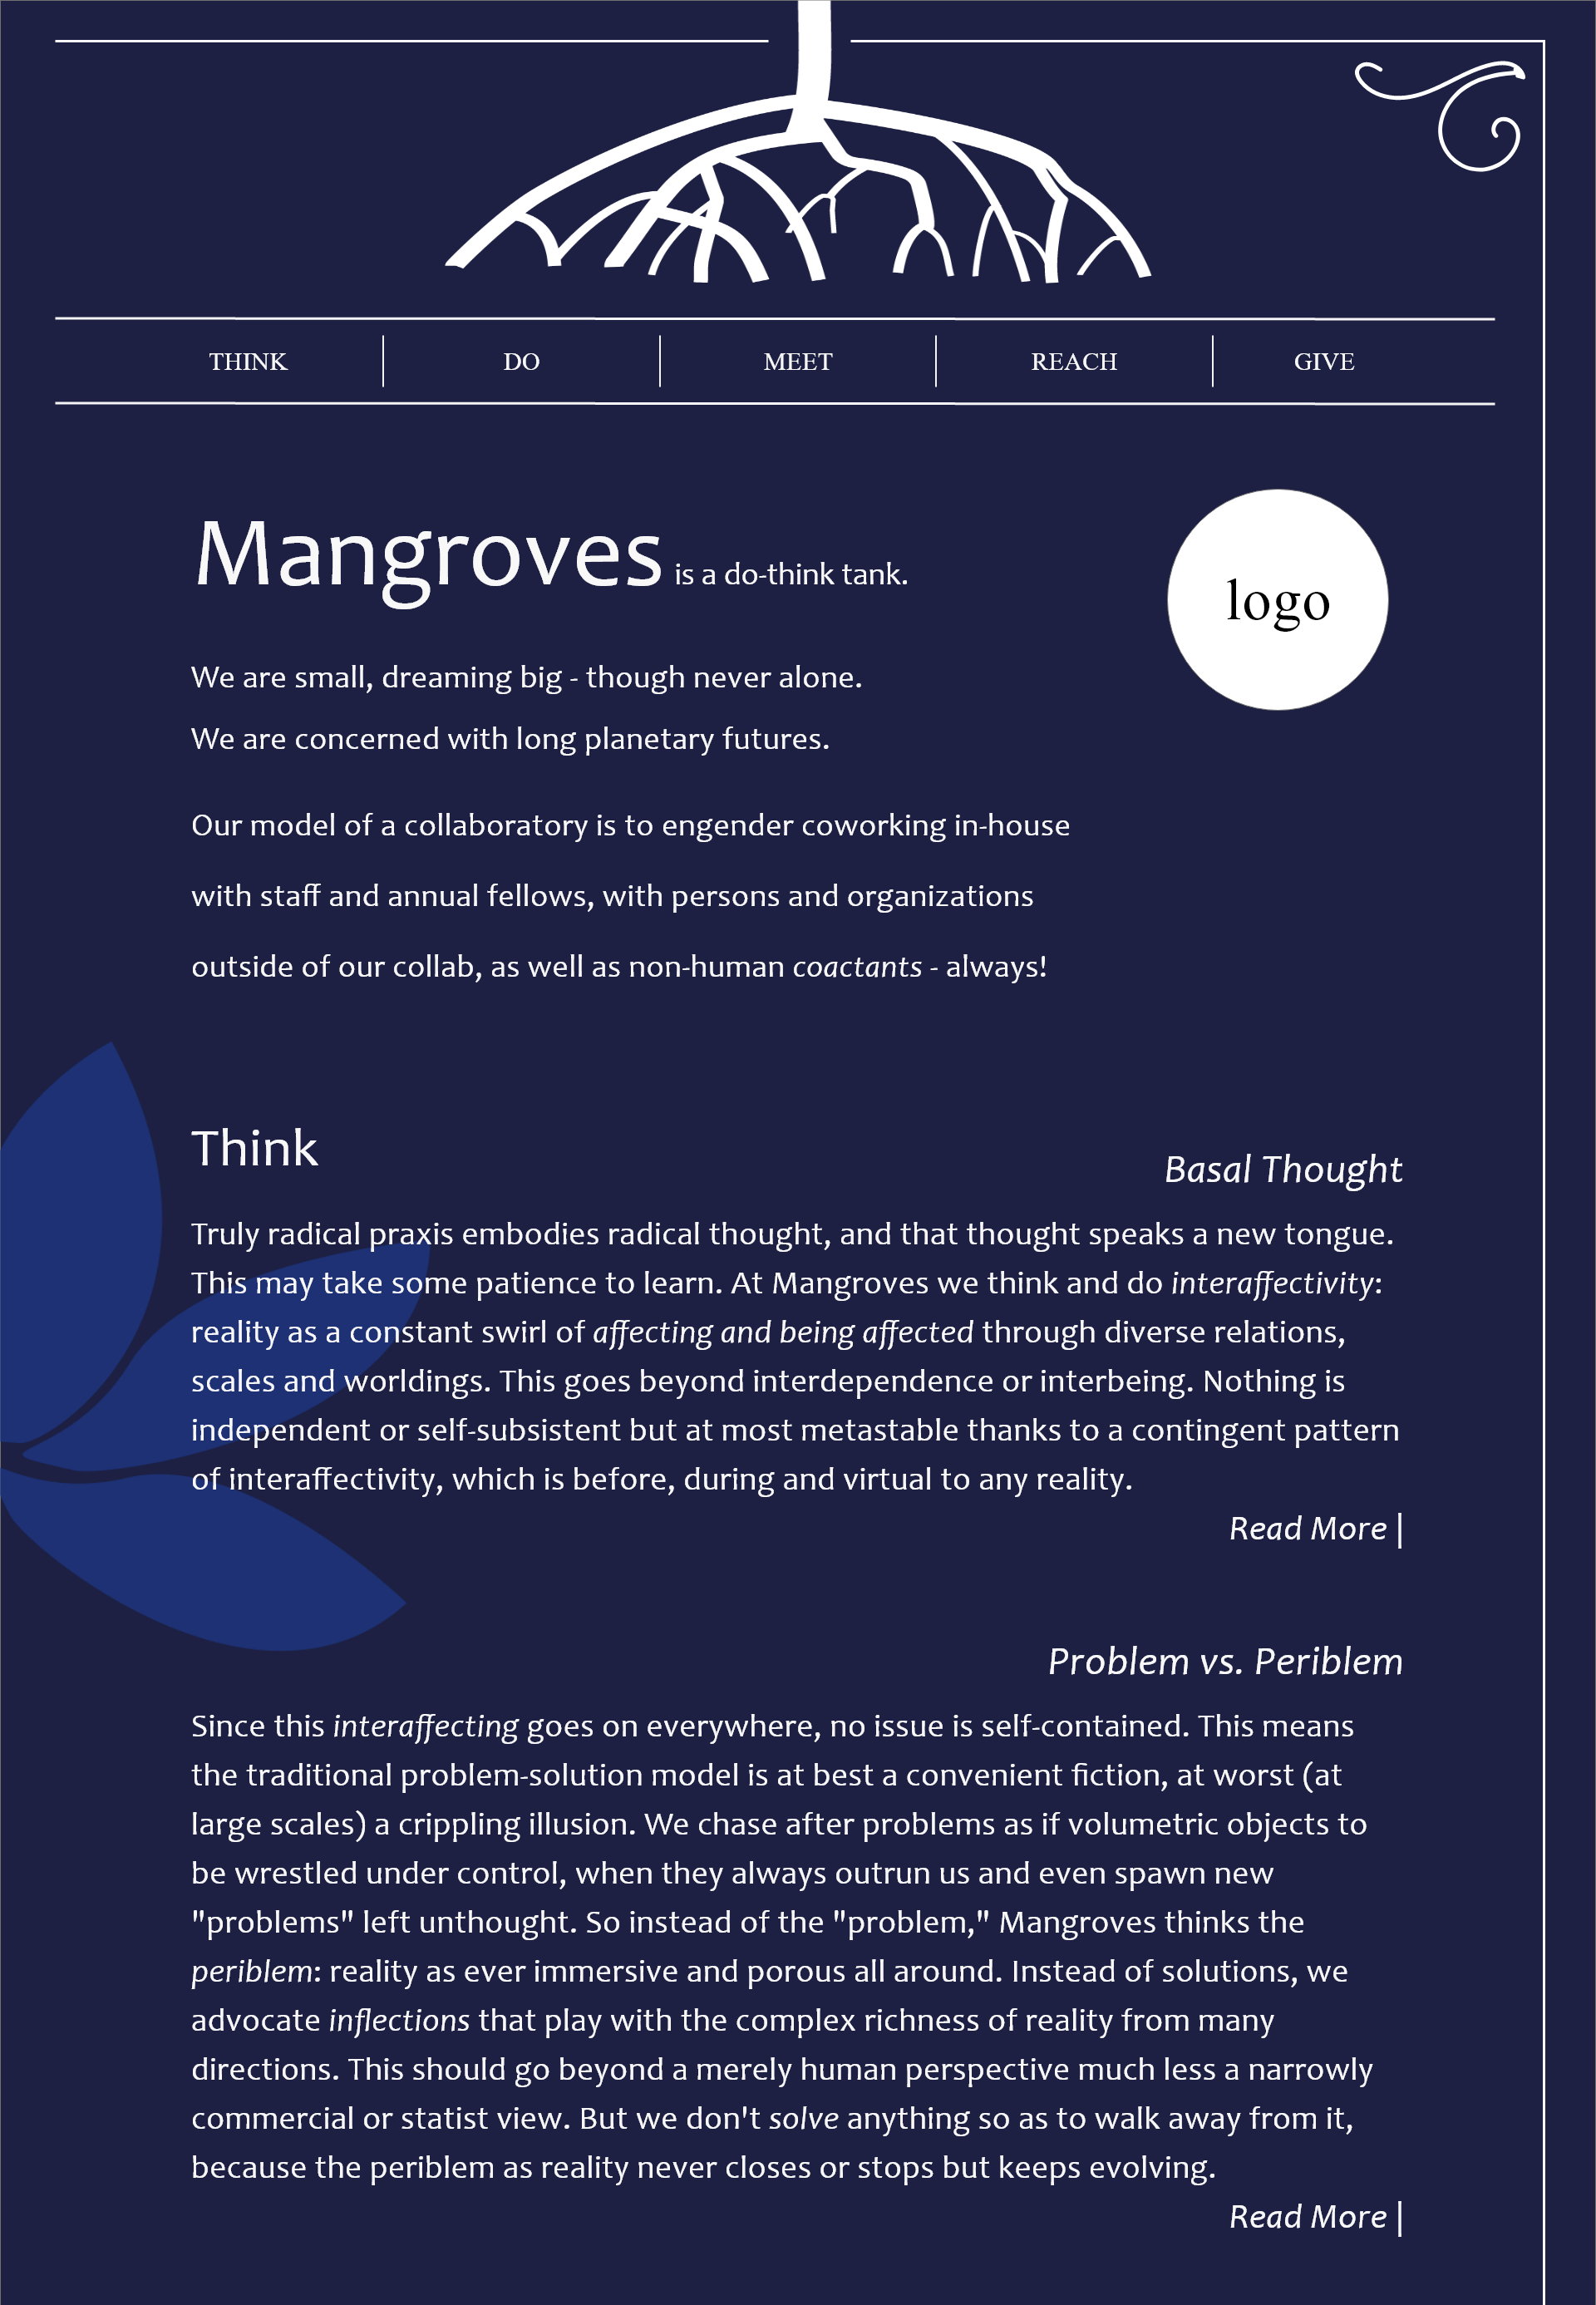 THINK
DO
MEET
REACH
GIVE
Mangroves is a do-think tank.
logo
We are small, dreaming big - though never alone.
We are concerned with long planetary futures.
Our model of a collaboratory is to engender coworking in-house
with staff and annual fellows, with persons and organizations
outside of our collab, as well as non-human coactants - always!
Think
Basal Thought
Truly radical praxis embodies radical thought, and that thought speaks a new tongue.
This may take some patience to learn. At Mangroves we think and do interaffectivity:
reality as a constant swirl of affecting and being affected through diverse relations,
scales and worldings. This goes beyond interdependence or interbeing. Nothing is
independent or self-subsistent but at most metastable thanks to a contingent pattern
of interaffectivity, which is before, during and virtual to any reality.
Read More |
Problem vs. Periblem
Since this interaffecting goes on everywhere, no issue is self-contained. This means
the traditional problem-solution model is at best a convenient fiction, at worst (at
large scales) a crippling illusion. We chase after problems as if volumetric objects to
be wrestled under control, when they always outrun us and even spawn new
"problems" left unthought. So instead of the "problem," Mangroves thinks the
periblem: reality as ever immersive and porous all around. Instead of solutions, we
advocate inflections that play with the complex richness of reality from many
directions. This should go beyond a merely human perspective much less a narrowly
commercial or statist view. But we don't solve anything so as to walk away from it,
because the periblem as reality never closes or stops but keeps evolving.
Read More |